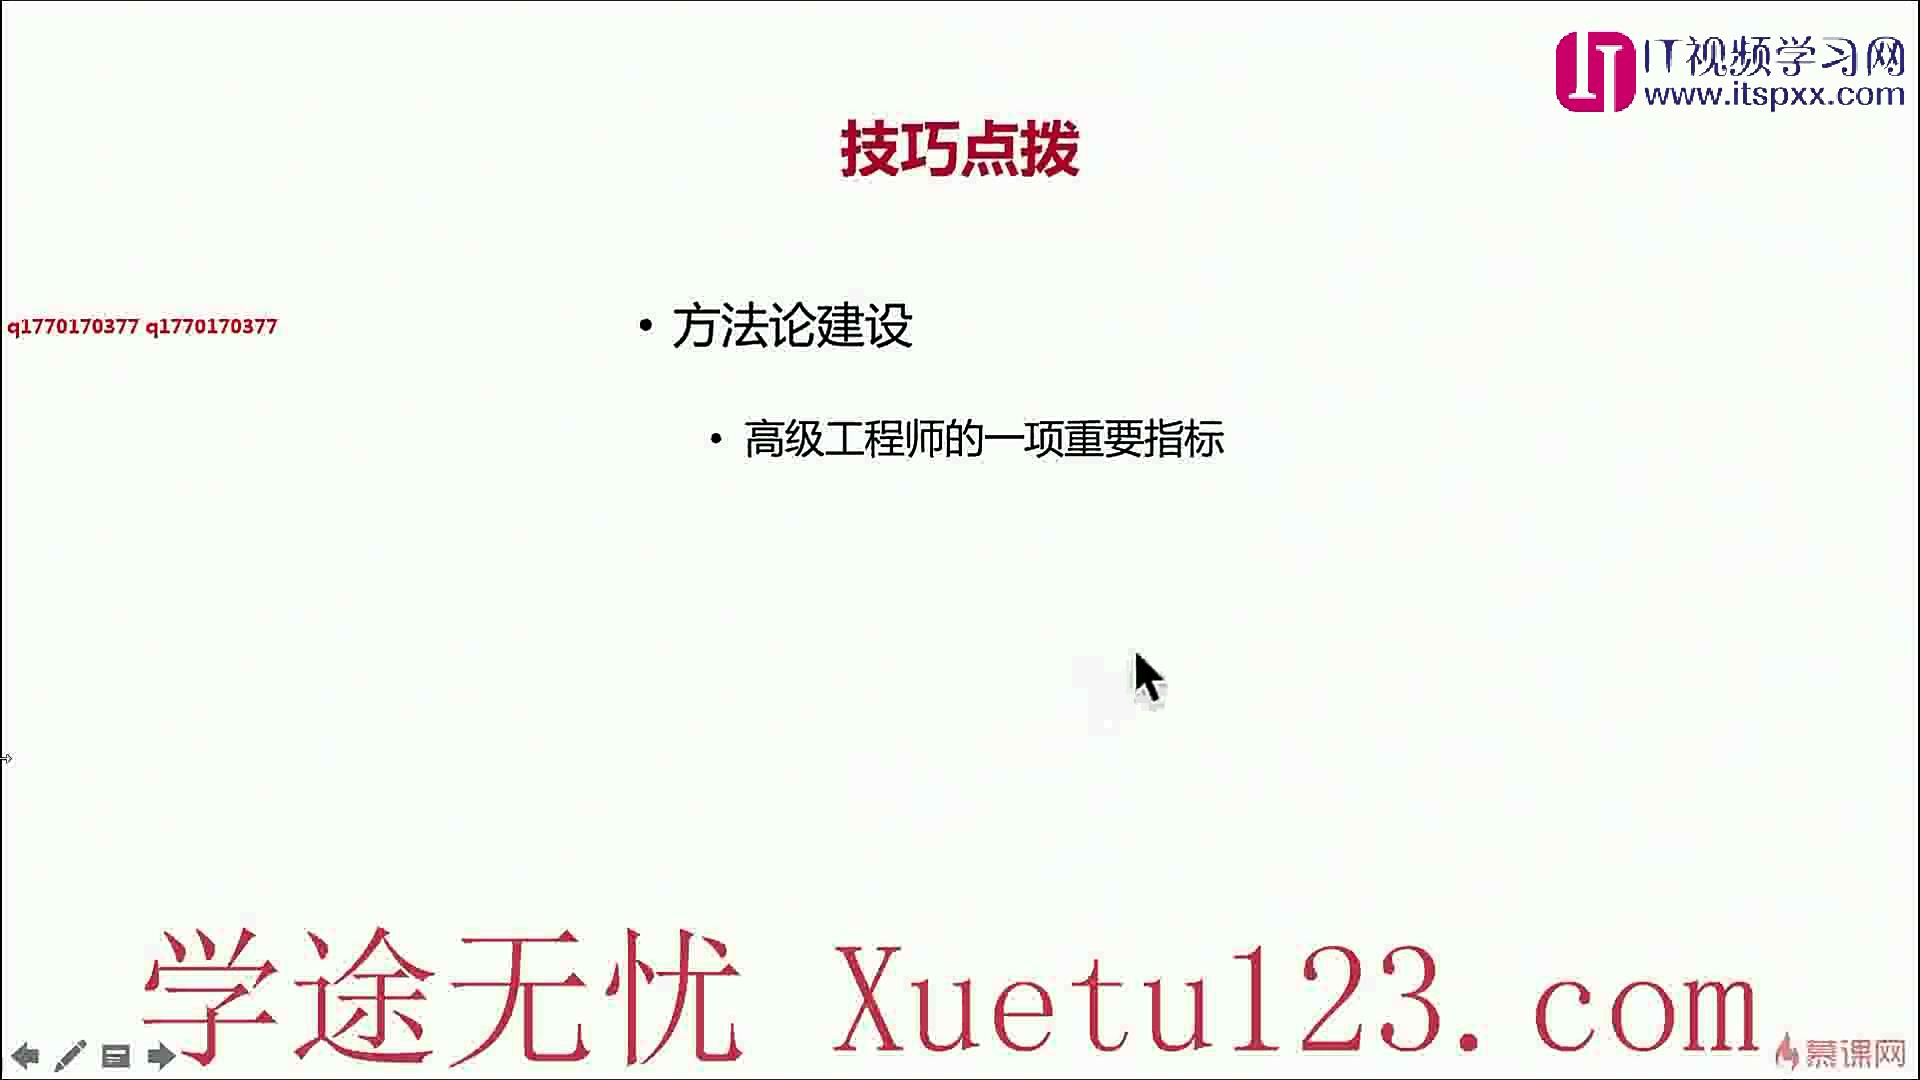 IT视频学习网
www.itspxx.com
技巧点拨
q1770170377 q1770170377
• 方法论建设
• 高级工程师的一项重要指标
学途无忧 Xuetu123.com
慕课网